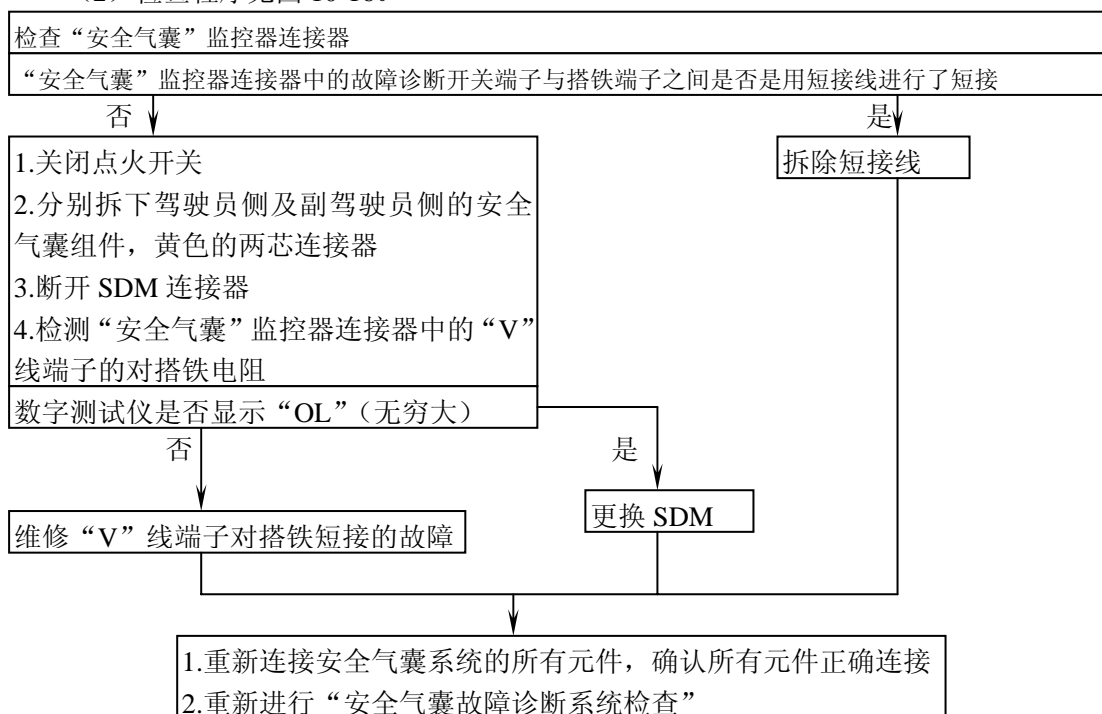 检查“安全气囊”监控器连接器
“安全气囊”监控器连接器中的故障诊断开关端子与搭铁端子之间是否是用短接线进行了短接
否
是
1.关闭点火开关
2.分别拆下驾驶员侧及副驾驶员侧的安全
气囊组件，黄色的两芯连接器
3.断开 SDM 连接器
4.检测“安全气囊”监控器连接器中的“V”
线端子的对搭铁电阻
拆除短接线
数字测试仪是否显示“OL”（无穷大）
否
是
更换 SDM
维修“V”线端子对搭铁短接的故障
1.重新连接安全气囊系统的所有元件，确认所有元件正确连接
2.重新进行“安全气囊故障诊断系统检查”